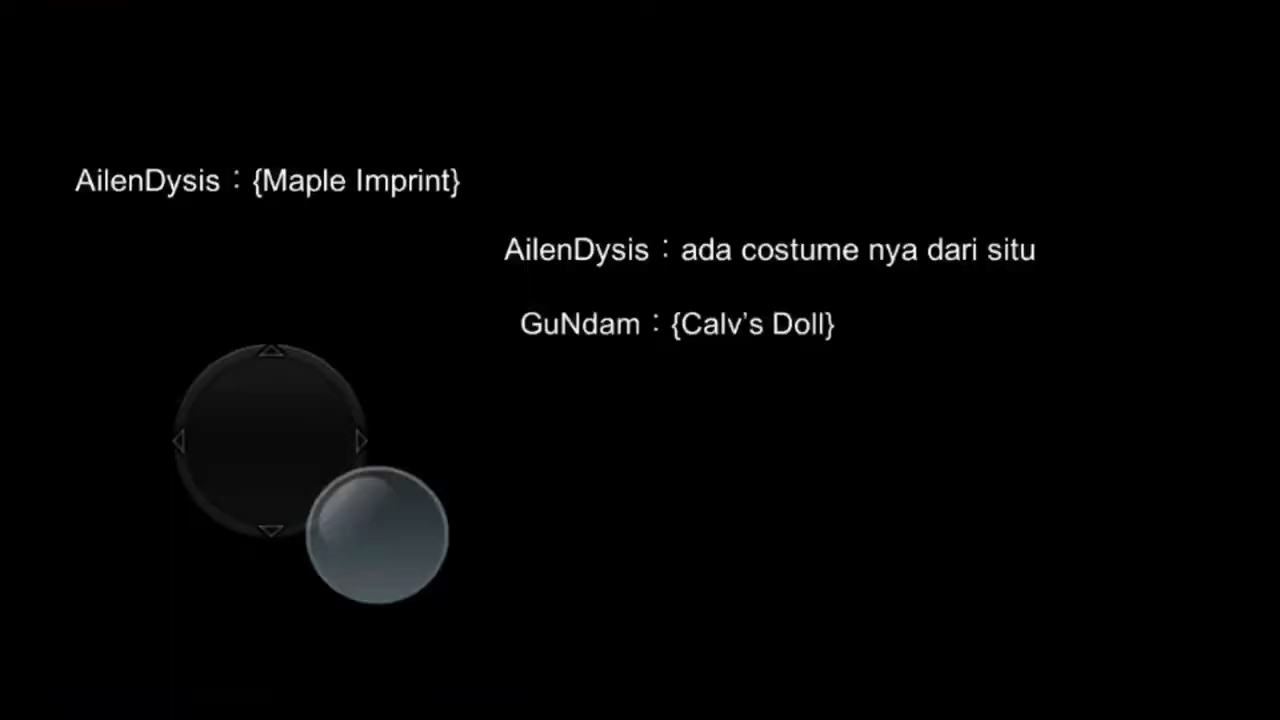 AilenDysis：{Maple Imprint}
AilenDysis：ada costume nya dari situ
GuNdam：{Calv’s Doll}